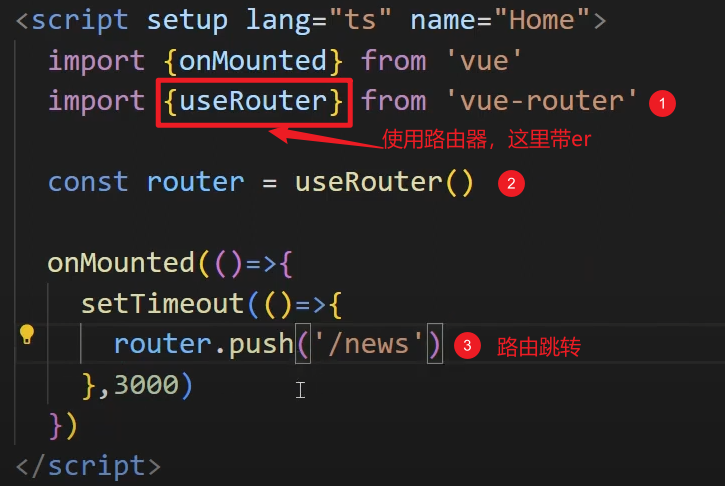 <script setup lang="ts" name="Home">
import {onMounted} from 'vue'
import {useRouter} from 'vue-router' 1
使用路由器，这里带er
const router = useRouter() 2
onMounted(()=>{
setTimeout(()=>{
router.push('/news') 3 路由跳转
},3000)
})
</script>